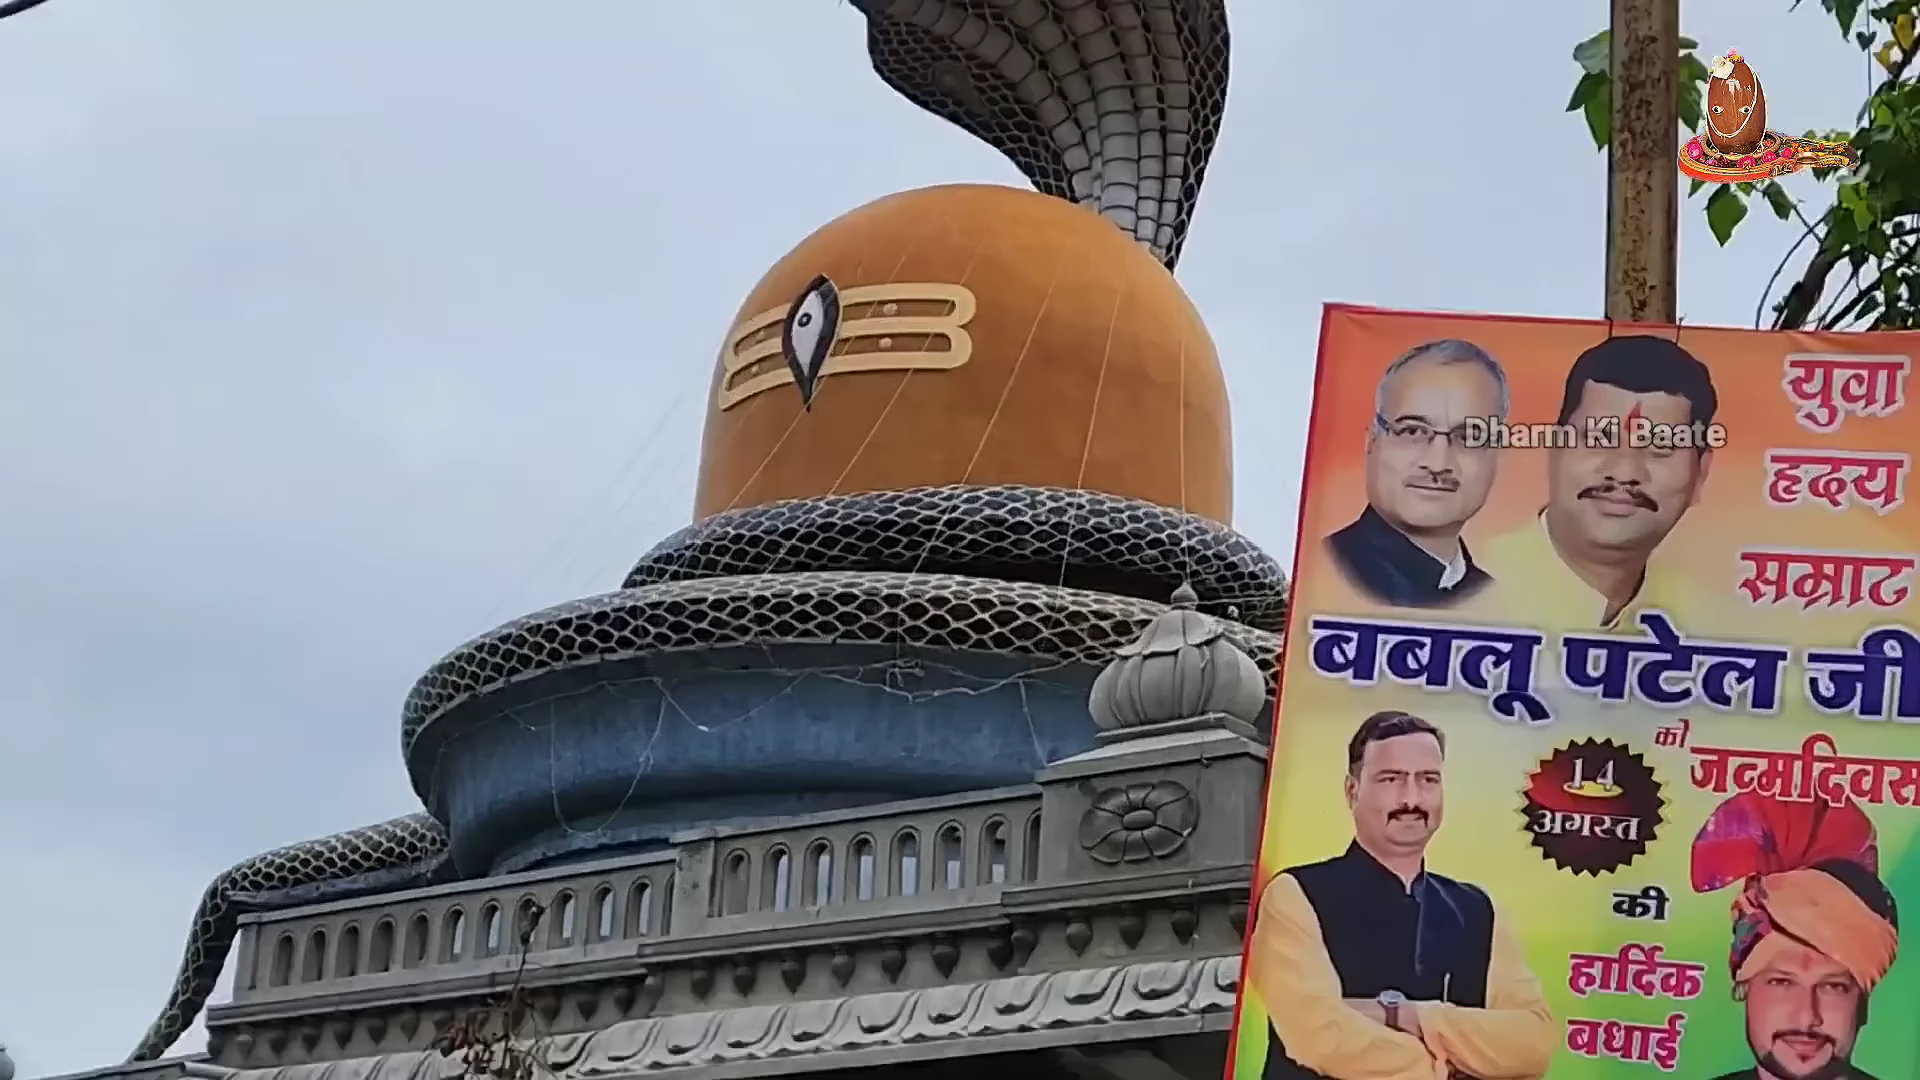 Dharm Ki Baate
युवा
हृदय
सम्राट
बबलू पटेल जी
को जन्मदिवस
14
अगस्त
की
हार्दिक
बधाई